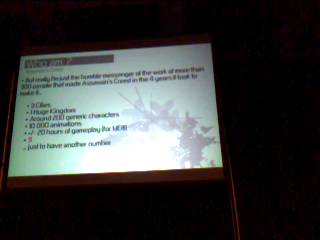 Who am I ?
- But really I'm just the humble messenger of the work of more than
300 people that made Assassin's Creed in the 4 years it took to
make it...
• 3 Cities
• 1 Huge Kingdom
• Around 200 generic characters
• 10 000 animations
• +/- 20 hours of gameplay (for
• 11
- just to have another number